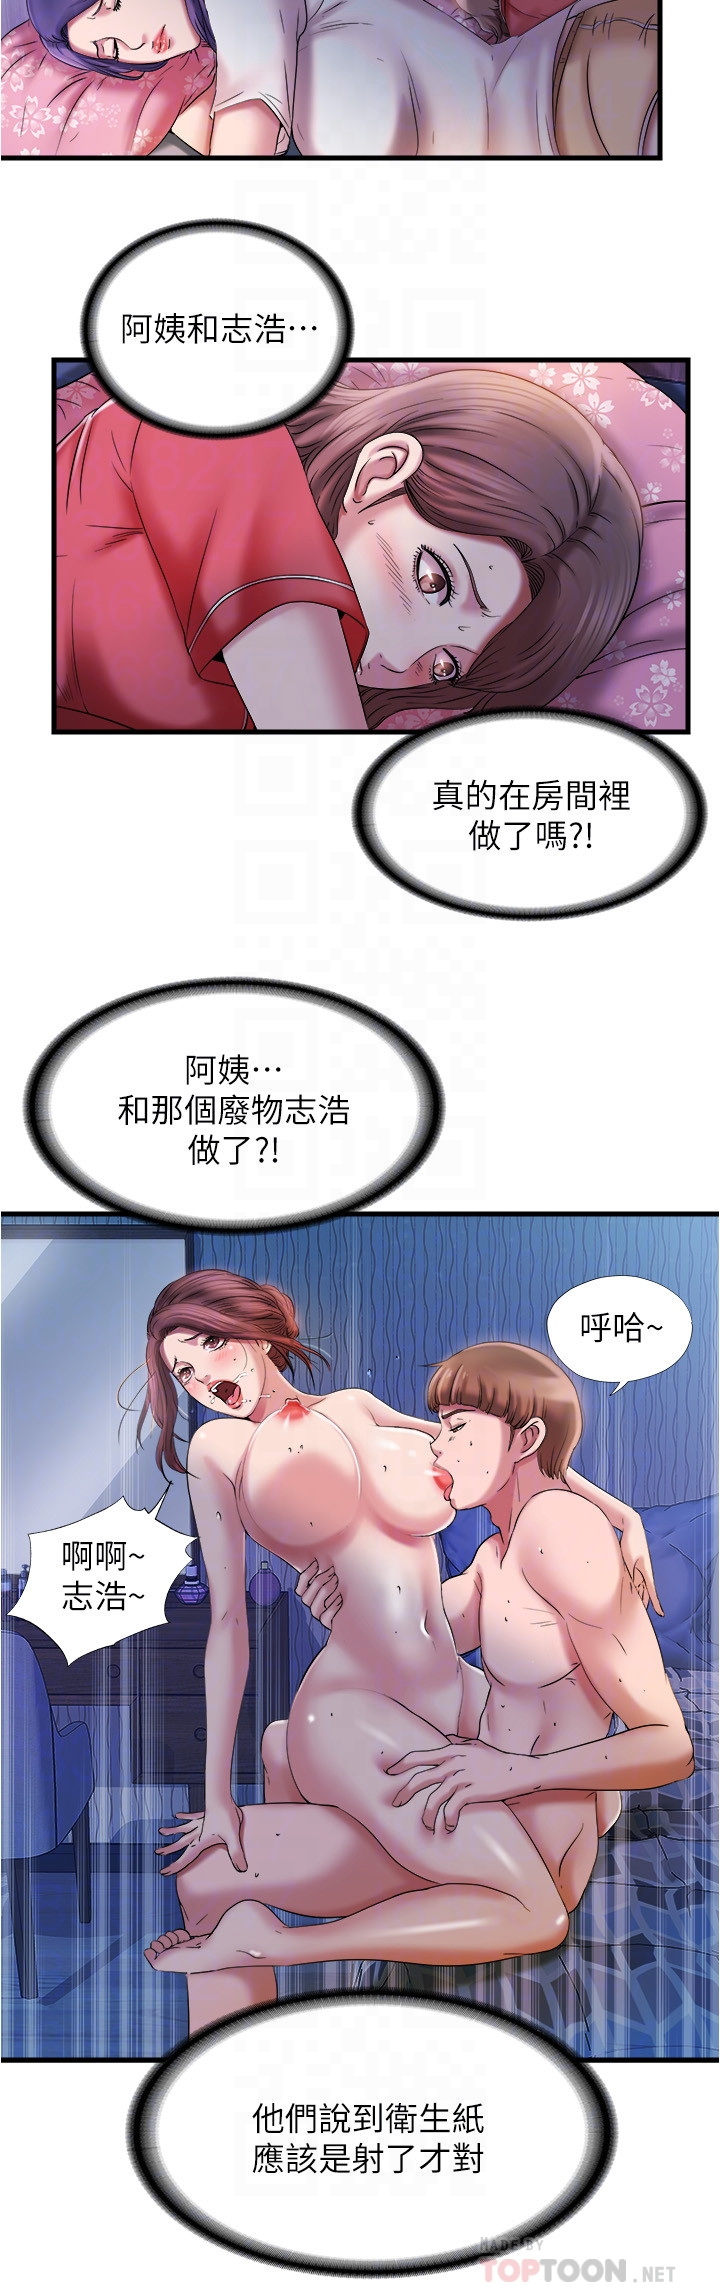 阿姨和志浩⋯
真的在房間裡
做了嗎?!
阿姨⋯
和那個廢物志浩
做了?!
呼哈~
啊啊~
志浩~
他們說到衛生紙
應該是射了才對
MADE BY
TOPTOON.NET